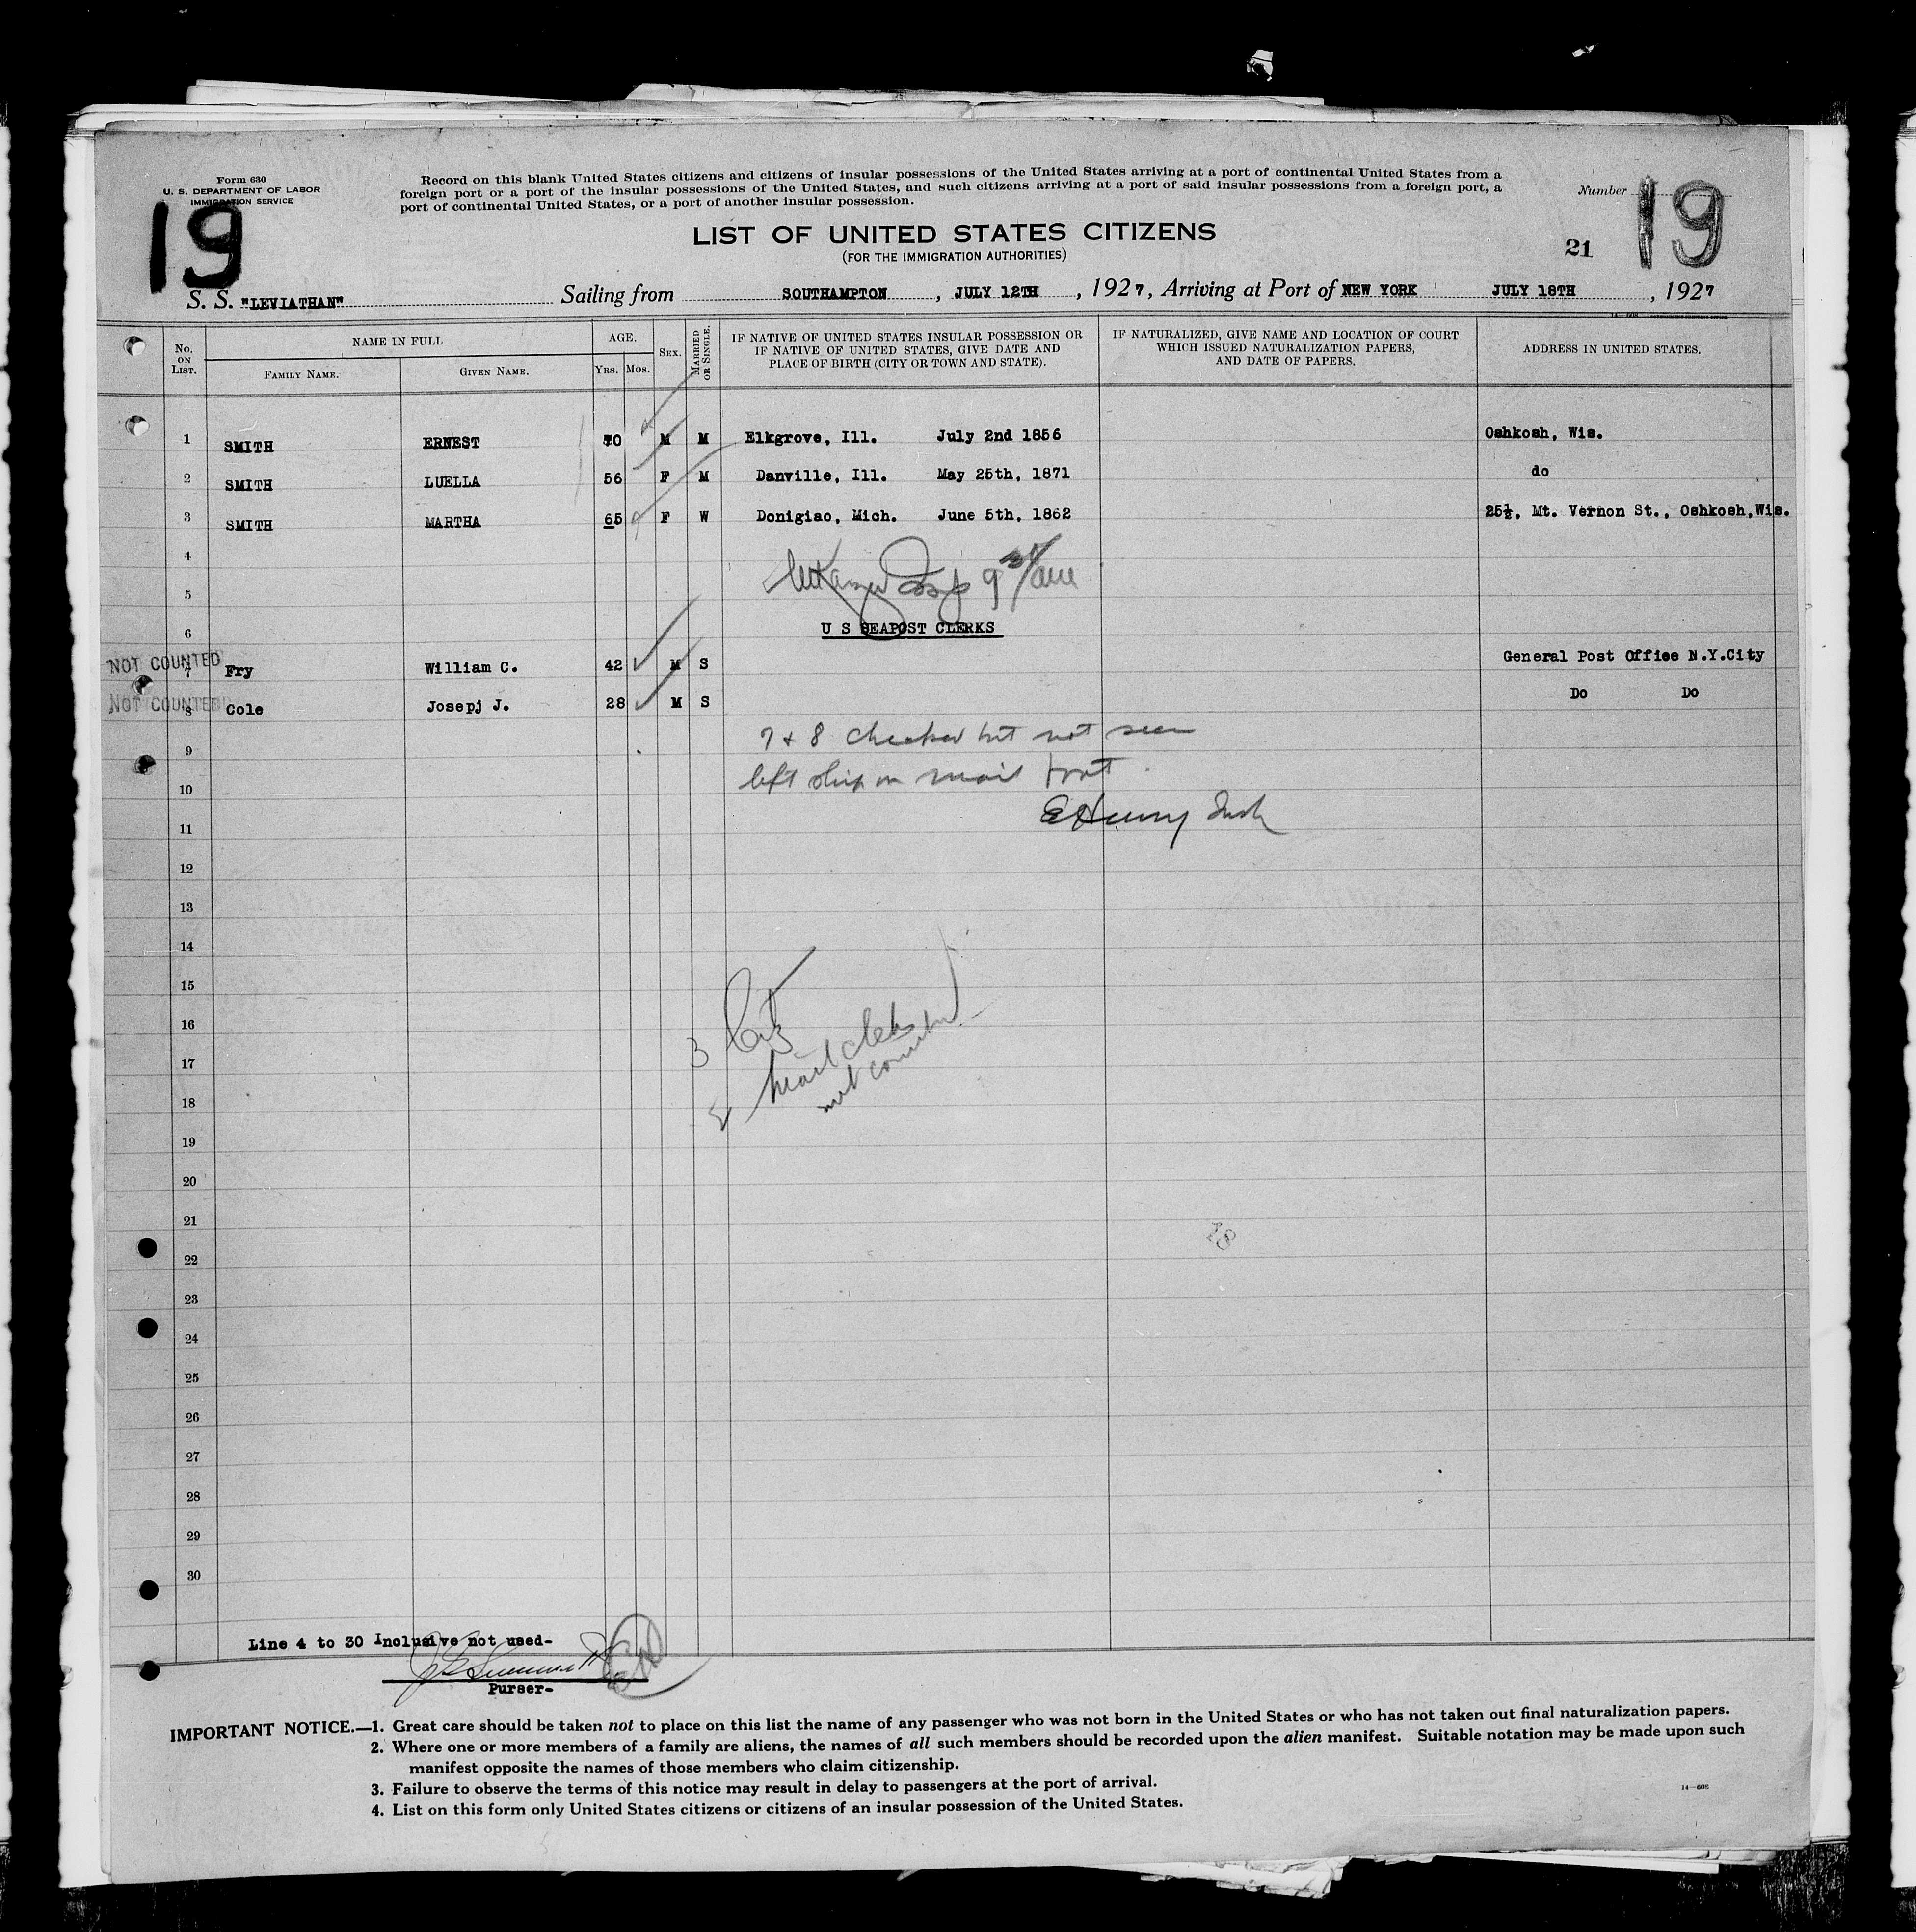 Form 630
U. S. DEPARTMENT OF LABOR
IMMIGRATION SERVICE
Record on this blank United States citizens and citizens of insular possessions of the United States arriving at a port of continental United States from a
foreign port or a port of the insular possessions of the United States, and such citizens arriving at a port of said insular possessions from a foreign port, a
port of continental United States, or a port of another insular possession.
Number
19
19
LIST OF UNITED STATES CITIZENS
(FOR THE IMMIGRATION AUTHORITIES)
21
S. S. "LEVIATHAN" Sailing from SOUTHAMPTON, JULY 12TH, 1927, Arriving at Port of NEW YORK JULY 18TH, 1927
No. ON LIST. NAME IN FULL AGE. SEX. MARRIED OR SINGLE. IF NATIVE OF UNITED STATES INSULAR POSSESSION OR IF NATIVE OF UNITED STATES, GIVE DATE AND PLACE OF BIRTH (CITY OR TOWN AND STATE). IF NATURALIZED, GIVE NAME AND LOCATION OF COURT WHICH ISSUED NATURALIZATION PAPERS, AND DATE OF PAPERS. ADDRESS IN UNITED STATES.
FAMILY NAME. GIVEN NAME. YRS. MOS.
1 SMITH ERNEST 70 M M Elkgrove, Ill. July 2nd 1856 Oshkosh, Wis.
2 SMITH LUELLA 56 F M Danville, Ill. May 25th, 1871 do
3 SMITH MARTHA 65 F W Donigiac, Mich. June 5th, 1862 25½, Mt. Vernon St., Oshkosh,Wis.
4
5
6 U S SEAPOST CLERKS
NOT COUNTED 7 Fry William C. 42 M S General Post Office N.Y.City
NOT COUNTED 8 Cole Josepj J. 28 M S Do Do
9 7 & 8 checked but not seen
10 left ship on mail boat
11
12
13
14
15
16
17
18
19
20
21
22
23
24
25
26
27
28
29
30
3 Citz
2 mail clerks
not counted
Line 4 to 30 Inclusive not used-
Purser-
IMPORTANT NOTICE.—1. Great care should be taken not to place on this list the name of any passenger who was not born in the United States or who has not taken out final naturalization papers.
2. Where one or more members of a family are aliens, the names of all such members should be recorded upon the alien manifest. Suitable notation may be made upon such
manifest opposite the names of those members who claim citizenship.
3. Failure to observe the terms of this notice may result in delay to passengers at the port of arrival.
4. List on this form only United States citizens or citizens of an insular possession of the United States.
14—606